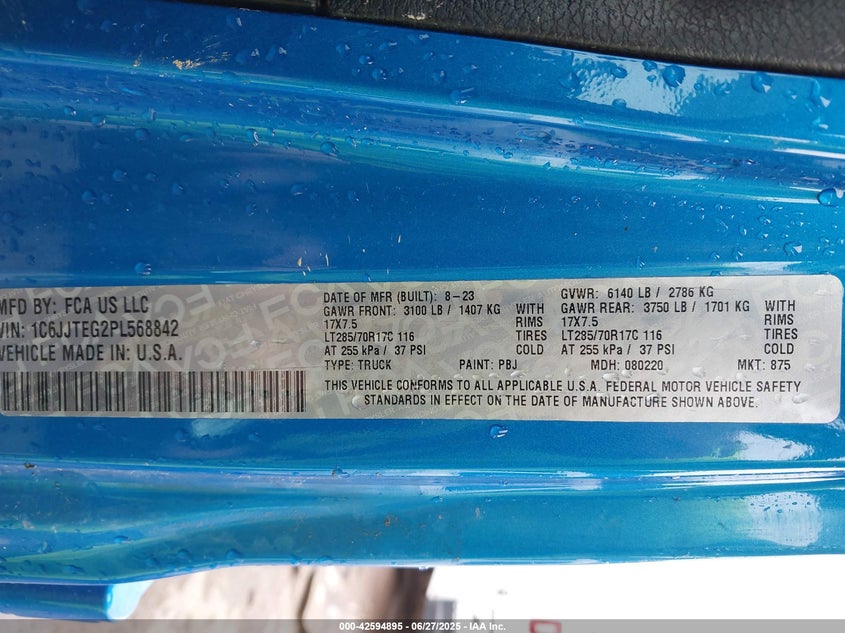 MFD BY: FCA US LLC
VIN: 1C6JJTEG2PL568842
VEHICLE MADE IN: U.S.A.
DATE OF MFR (BUILT): 8-23
GAWR FRONT: 3100 LB / 1407 KG WITH
17X7.5 RIMS
LT285/70R17C 116 TIRES
AT 255 kPa / 37 PSI COLD
TYPE: TRUCK PAINT: PBJ
GVWR: 6140 LB / 2786 KG
GAWR REAR: 3750 LB / 1701 KG WITH
17X7.5 RIMS
LT285/70R17C 116 TIRES
AT 255 kPa / 37 PSI COLD
MDH: 080220 MKT: 875
THIS VEHICLE CONFORMS TO ALL APPLICABLE U.S.A. FEDERAL MOTOR VEHICLE SAFETY
STANDARDS IN EFFECT ON THE DATE OF MANUFACTURE SHOWN ABOVE.
000-42594895 - 06/27/2025 - IAA Inc.